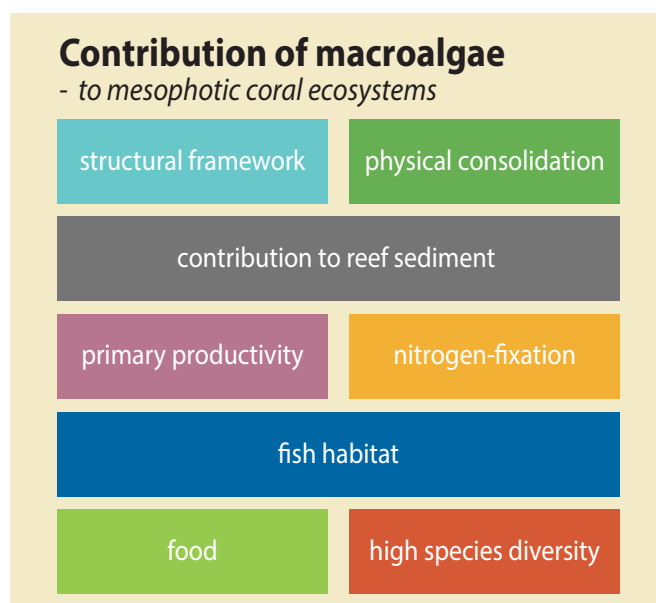 Contribution of macroalgae
- to mesophotic coral ecosystems
structural framework
physical consolidation
contribution to reef sediment
primary productivity
nitrogen-fixation
fish habitat
food
high species diversity